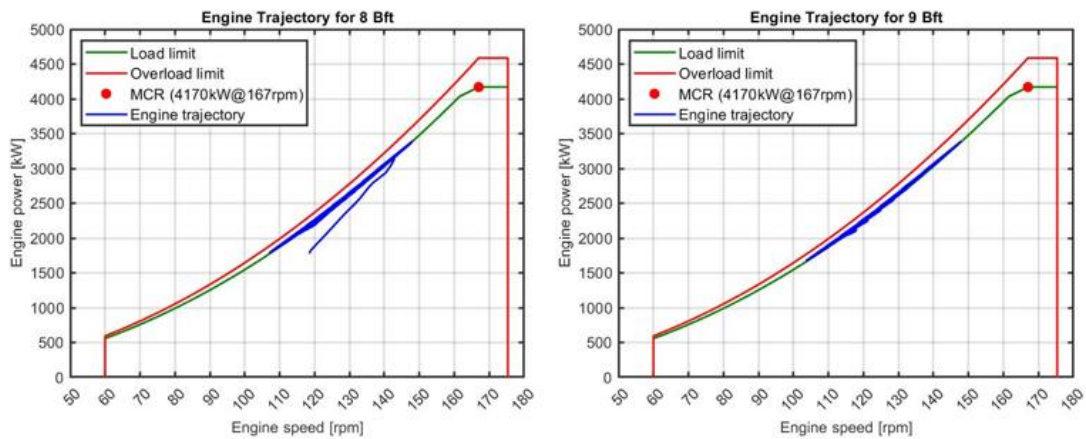 Engine Trajectory for 8 Bft
Engine power [kW]
5000
4500
4000
3500
3000
2500
2000
1500
1000
500
0
Load limit
Overload limit
MCR (4170kW@167rpm)
Engine trajectory
50 60 70 80 90 100 110 120 130 140 150 160 170 180
Engine speed [rpm]
Engine Trajectory for 9 Bft
Engine power [kW]
5000
4500
4000
3500
3000
2500
2000
1500
1000
500
0
Load limit
Overload limit
MCR (4170kW@167rpm)
Engine trajectory
50 60 70 80 90 100 110 120 130 140 150 160 170 180
Engine speed [rpm]